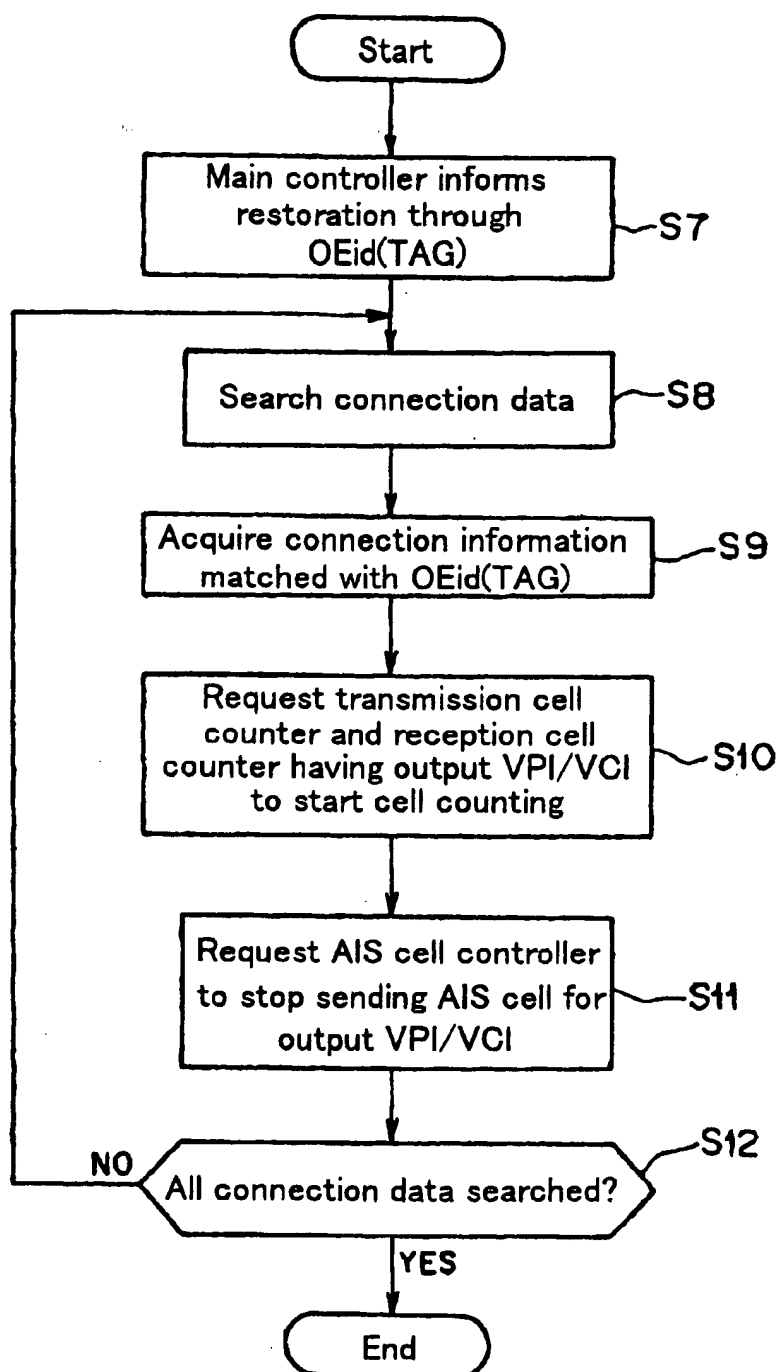 Start
Main controller informs
restoration through
OEid(TAG)
S7
Search connection data
S8
Acquire connection information
matched with OEid(TAG)
S9
Request transmission cell
counter and reception cell
counter having output VPI/VCI
to start cell counting
S10
Request AIS cell controller
to stop sending AIS cell for
output VPI/VCI
S11
S12
NO
All connection data searched?
YES
End